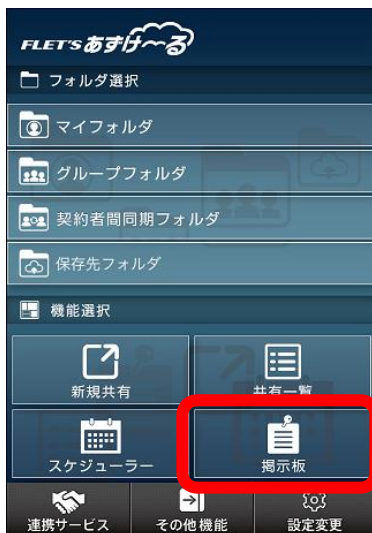 FLET'S あずけ～る
フォルダ選択
マイフォルダ
グループフォルダ
契約者間同期フォルダ
保存先フォルダ
機能選択
新規共有
共有一覧
スケジューラー
掲示板
連携サービス
その他機能
設定変更